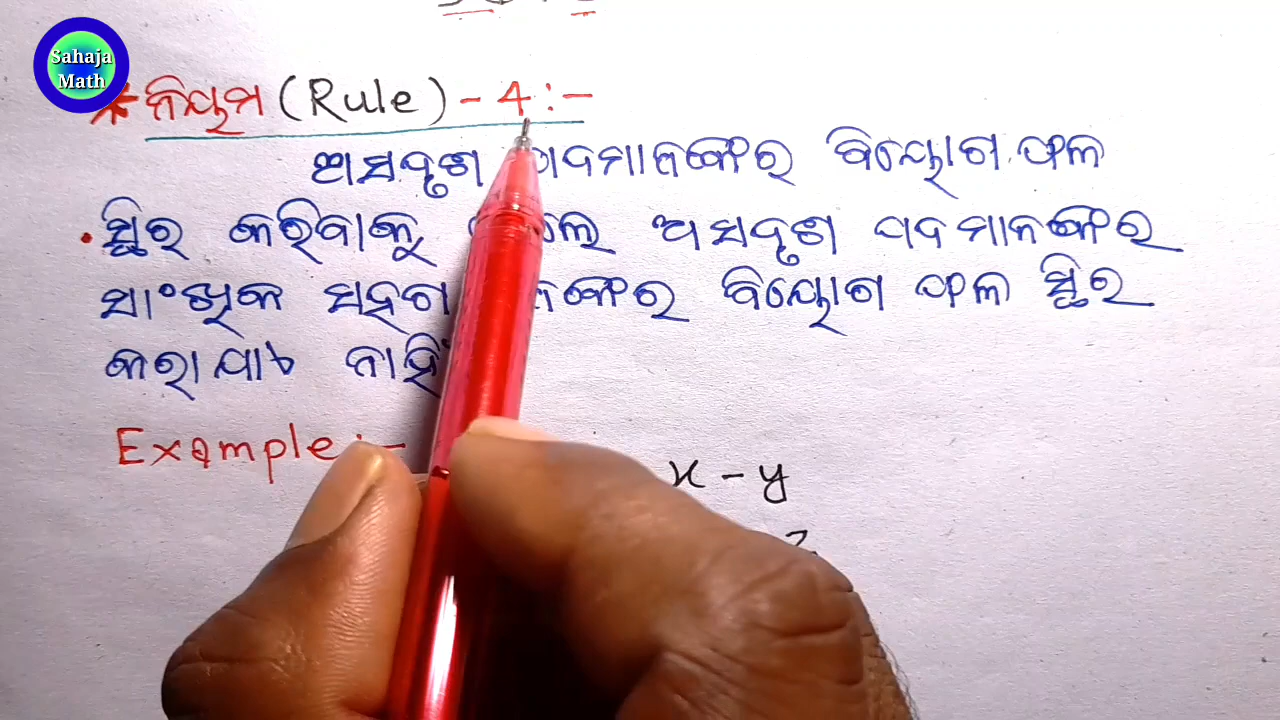 Sahaja
Math
* ନିୟମ (Rule) - 4 :-
ଅସଦୃଶ ପଦମାନଙ୍କର ବିୟୋଗ ଫଳ
ସ୍ଥିର କରିବାକୁ ହେଲେ ଅସଦୃଶ ପଦମାନଙ୍କର
ସାଂଖିକ ସହଗ ମାନଙ୍କର ବିୟୋଗ ଫଳ ସ୍ଥିର
କରାଯାଏ ନାହିଁ
Example :-
x - y